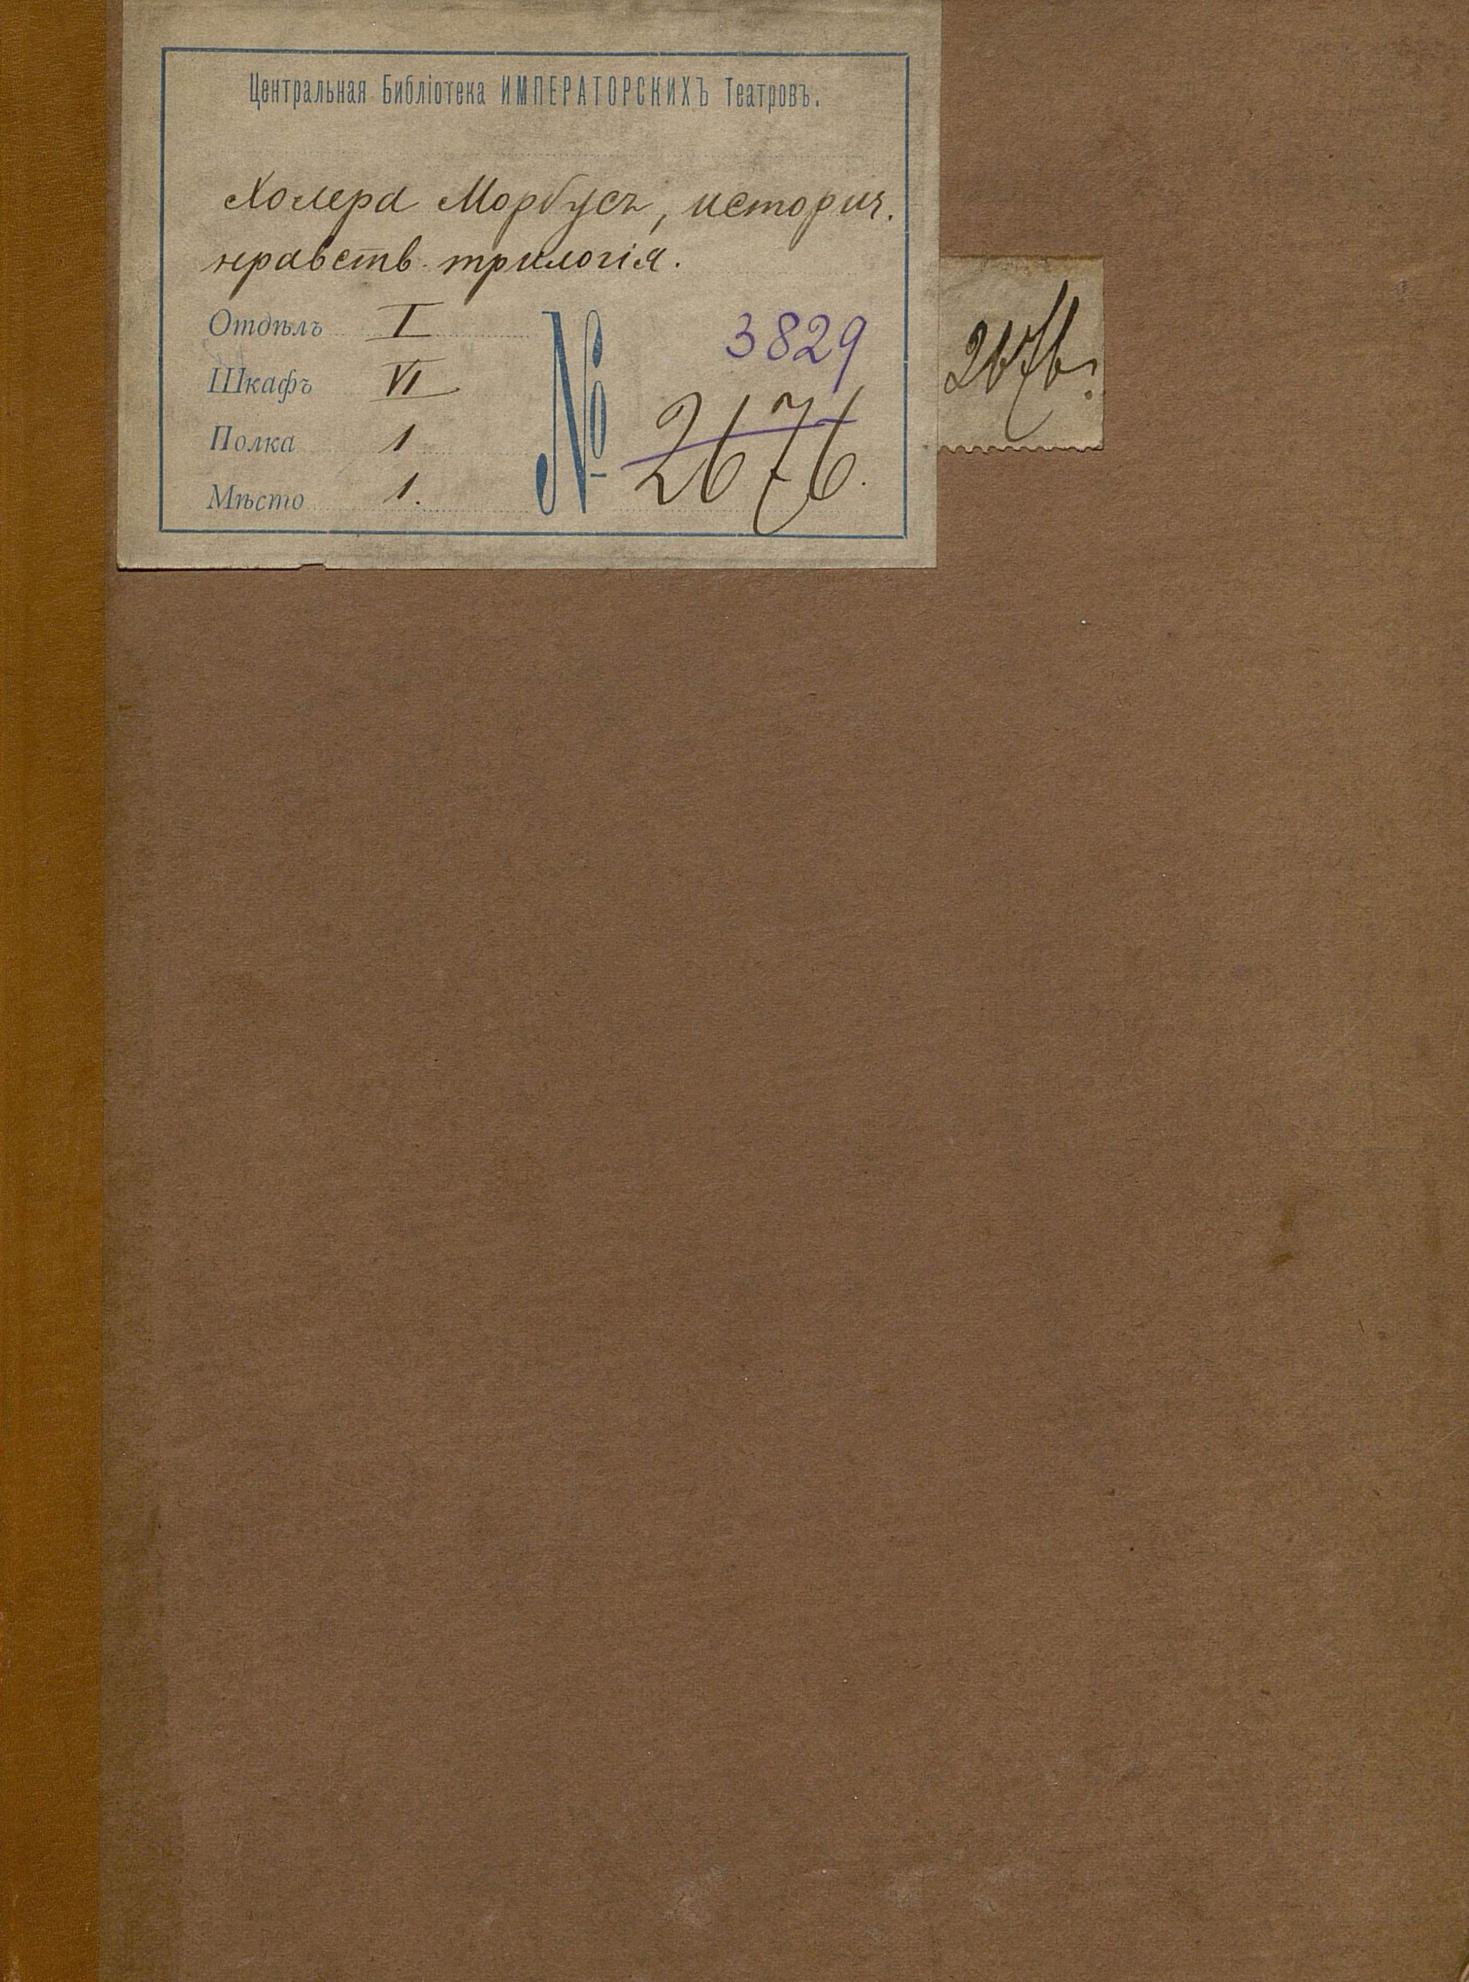 Центральная Библіотека ИМПЕРАТОРСКИХЪ Театровъ.
Холера Морбусъ, историч.
нравств. трилогія.
Отдѣлъ I
Шкафъ VI
Полка 1
Мѣсто 1.
№ 3829
2676.
2676.